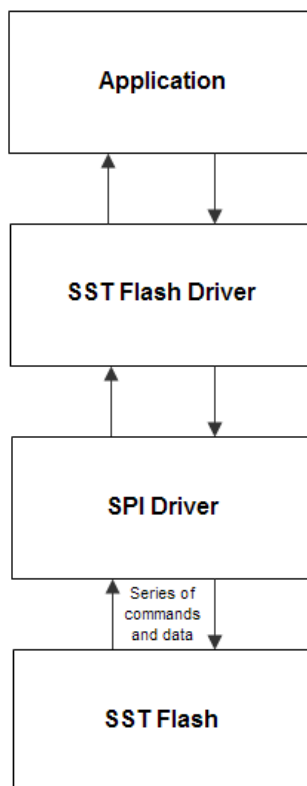 Application
SST Flash Driver
SPI Driver
Series of
commands
and data
SST Flash